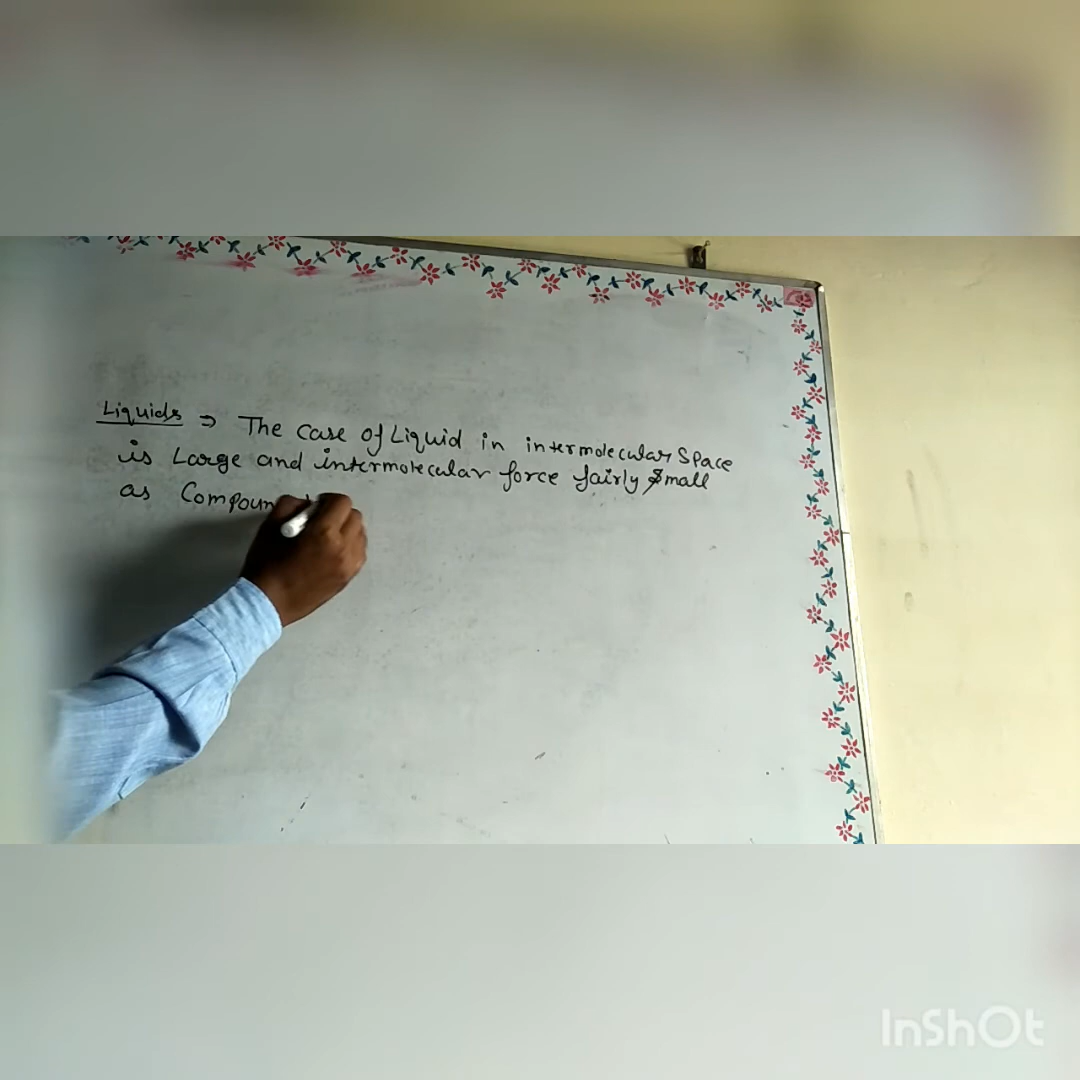 Liquids ⇒ The case of Liquid in intermolecular Space
is Large and intermolecular force fairly Small
as Compoun
InShOt